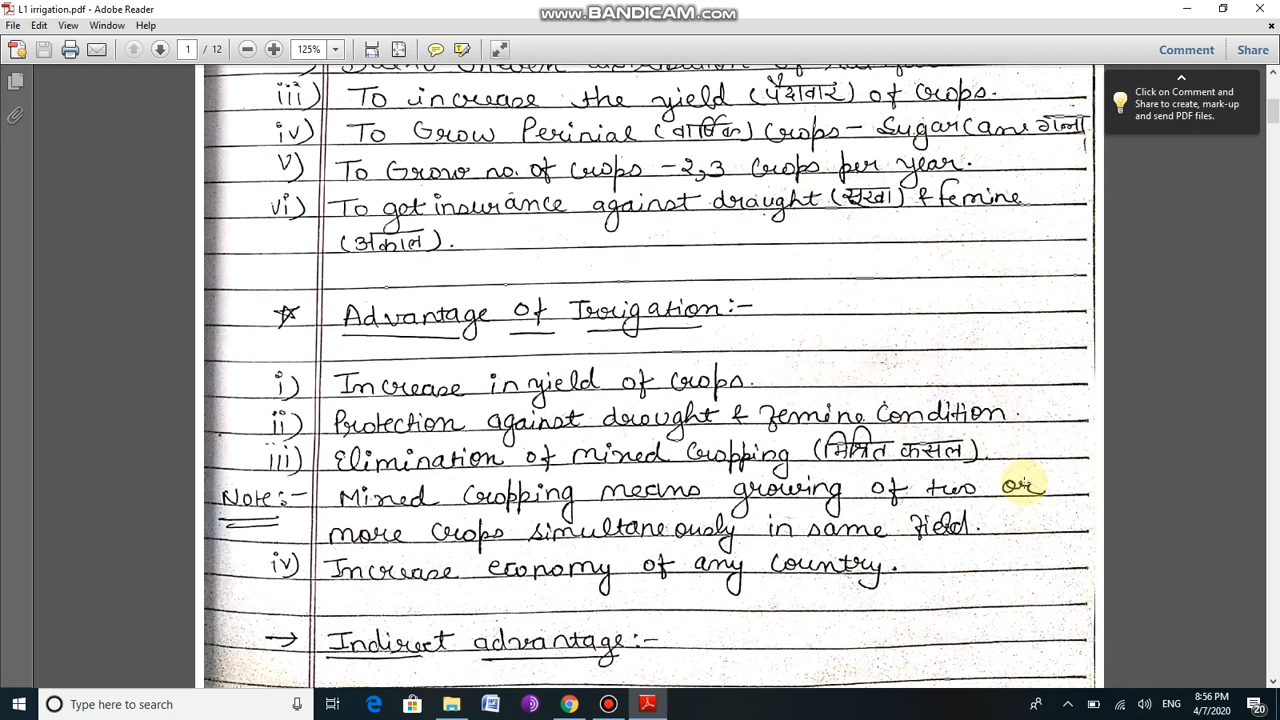 L1 irrigation.pdf - Adobe Reader
www.BANDICAM.com
File Edit View Window Help
1 / 12 125% Comment Share
Click on Comment and Share to create, mark-up and send PDF files.
iii) To increase the yield (पैदावार) of crops.
iv) To Grow Perinial (वार्षिक) crops - Sugarcane गन्ना
v) To Grow no. of crops - 2,3 crops per year.
vi) To get insurance against draught (सूखा) & femine
(अकाल).
☆ Advantage Of Irrigation:-
i) Increase in yield of crops.
ii) Protection against drought & femine Condition.
iii) Elimination of mixed cropping (मिश्रित फसल).
Note:- Mixed cropping means growing of two or
more crops simultaneously in same field.
iv) Increase economy of any country.
→ Indirect advantage:-
Type here to search
ENG
8:56 PM
4/7/2020
20